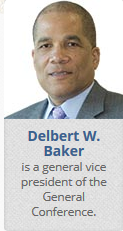 Delbert W.
Baker
is a general vice
president of the
General
Conference.